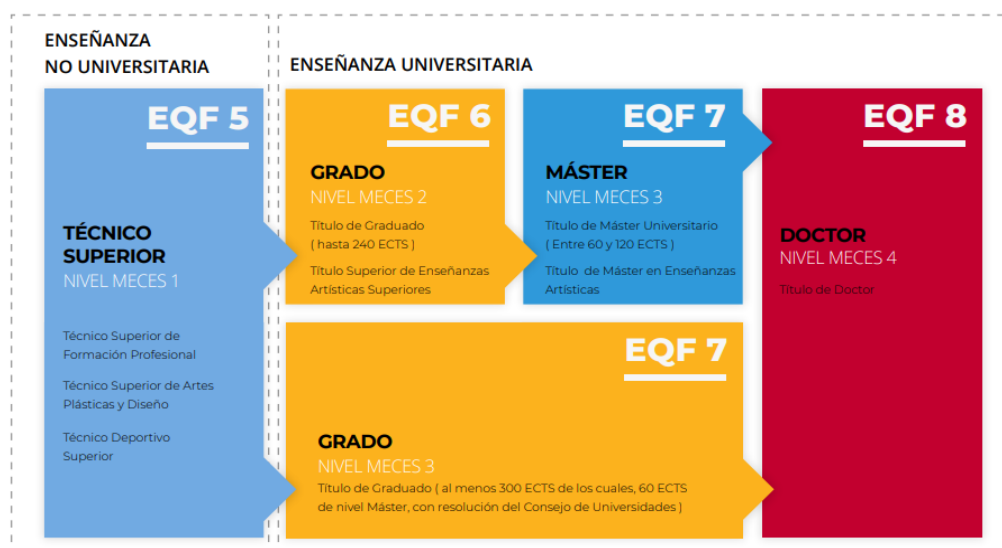 ENSEÑANZA
NO UNIVERSITARIA
ENSEÑANZA UNIVERSITARIA
EQF 5
TÉCNICO
SUPERIOR
NIVEL MECES 1
Técnico Superior de
Formación Profesional
Técnico Superior de Artes
Plásticas y Diseño
Técnico Deportivo
Superior
EQF 6
GRADO
NIVEL MECES 2
Título de Graduado
( hasta 240 ECTS )
Título Superior de Enseñanzas
Artísticas Superiores
EQF 7
MÁSTER
NIVEL MECES 3
Título de Máster Universitario
( Entre 60 y 120 ECTS )
Título de Máster en Enseñanzas
Artísticas
EQF 7
GRADO
NIVEL MECES 3
Título de Graduado ( al menos 300 ECTS de los cuales, 60 ECTS
de nivel Máster, con resolución del Consejo de Universidades )
EQF 8
DOCTOR
NIVEL MECES 4
Título de Doctor